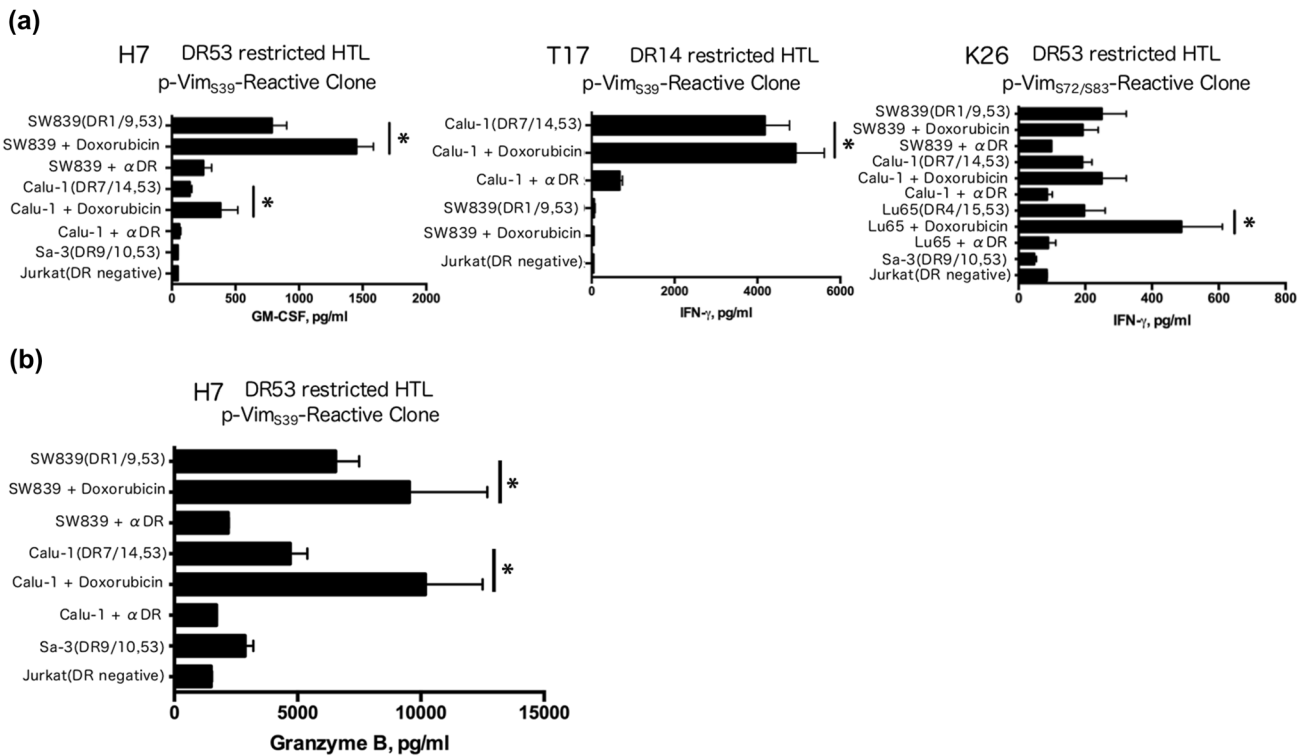 (a)
H7 DR53 restricted HTL
p-VimS39-Reactive Clone
SW839(DR1/9,53)
SW839 + Doxorubicin
SW839 + αDR
Calu-1(DR7/14,53)
Calu-1 + Doxorubicin
Calu-1 + αDR
Sa-3(DR9/10,53)
Jurkat(DR negative)
*
*
0 500 1000 1500 2000
GM-CSF, pg/ml
T17 DR14 restricted HTL
p-VimS39-Reactive Clone
Calu-1(DR7/14,53)
Calu-1 + Doxorubicin
Calu-1 + αDR
SW839(DR1/9,53)
SW839 + Doxorubicin
Jurkat(DR negative)
*
0 2000 4000 6000
IFN-γ, pg/ml
K26 DR53 restricted HTL
p-VimS72/S83-Reactive Clone
SW839(DR1/9,53)
SW839 + Doxorubicin
SW839 + αDR
Calu-1(DR7/14,53)
Calu-1 + Doxorubicin
Calu-1 + αDR
Lu65(DR4/15,53)
Lu65 + Doxorubicin
Lu65 + αDR
Sa-3(DR9/10,53)
Jurkat(DR negative)
*
0 200 400 600 800
IFN-γ, pg/ml
(b)
H7 DR53 restricted HTL
p-VimS39-Reactive Clone
SW839(DR1/9,53)
SW839 + Doxorubicin
SW839 + αDR
Calu-1(DR7/14,53)
Calu-1 + Doxorubicin
Calu-1 + αDR
Sa-3(DR9/10,53)
Jurkat(DR negative)
*
*
0 5000 10000 15000
Granzyme B, pg/ml